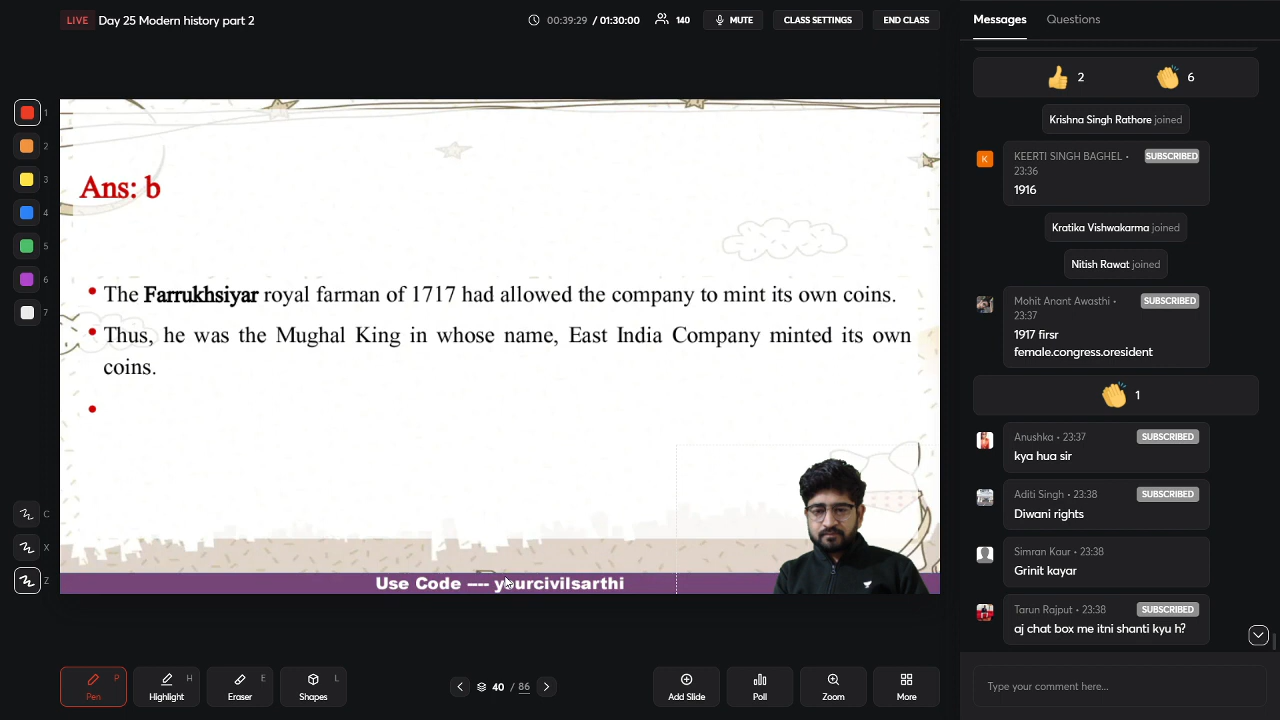 LIVE Day 25 Modern history part 2 00:39:29 / 01:30:00 140 MUTE CLASS SETTINGS END CLASS
1
2
3
4
5
6
7
C
X
Z
Ans: b
• The Farrukhsiyar royal farman of 1717 had allowed the company to mint its own coins.
• Thus, he was the Mughal King in whose name, East India Company minted its own
coins.
•
Use Code ---- yourcivilsarthi
Pen P
Highlight H
Eraser E
Shapes L
40 / 86
Add Slide
Poll
Zoom
More
Messages Questions
2 6
Krishna Singh Rathore joined
K
KEERTI SINGH BAGHEL • SUBSCRIBED
23:36
1916
Kratika Vishwakarma joined
Nitish Rawat joined
Mohit Anant Awasthi • SUBSCRIBED
23:37
1917 firsr
female.congress.oresident
1
Anushka • 23:37 SUBSCRIBED
kya hua sir
Aditi Singh • 23:38 SUBSCRIBED
Diwani rights
Simran Kaur • 23:38
Grinit kayar
Tarun Rajput • 23:38 SUBSCRIBED
aj chat box me itni shanti kyu h?
Type your comment here...